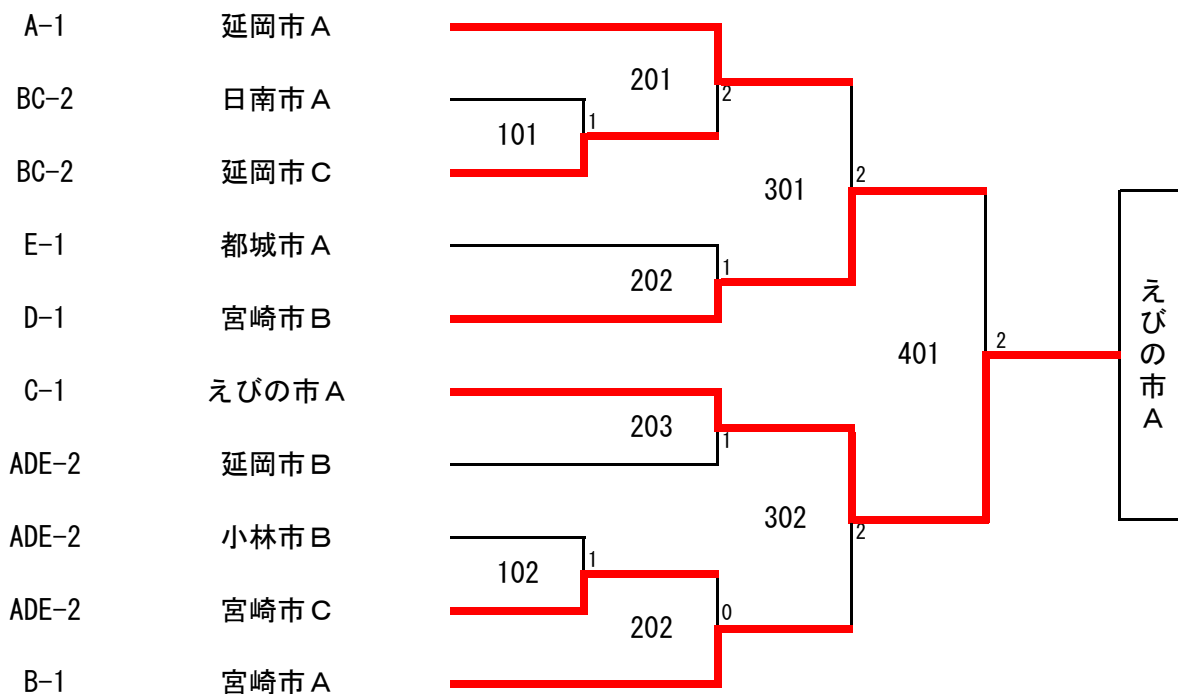 A-1 延岡市A
201
BC-2 日南市A
2
101 1
BC-2 延岡市C
2
301
E-1 都城市A
1
202
D-1 宮崎市B
えびの市A
2
401
C-1 えびの市A
203
1
ADE-2 延岡市B
302
2
ADE-2 小林市B
1
102
ADE-2 宮崎市C
0
202
B-1 宮崎市A